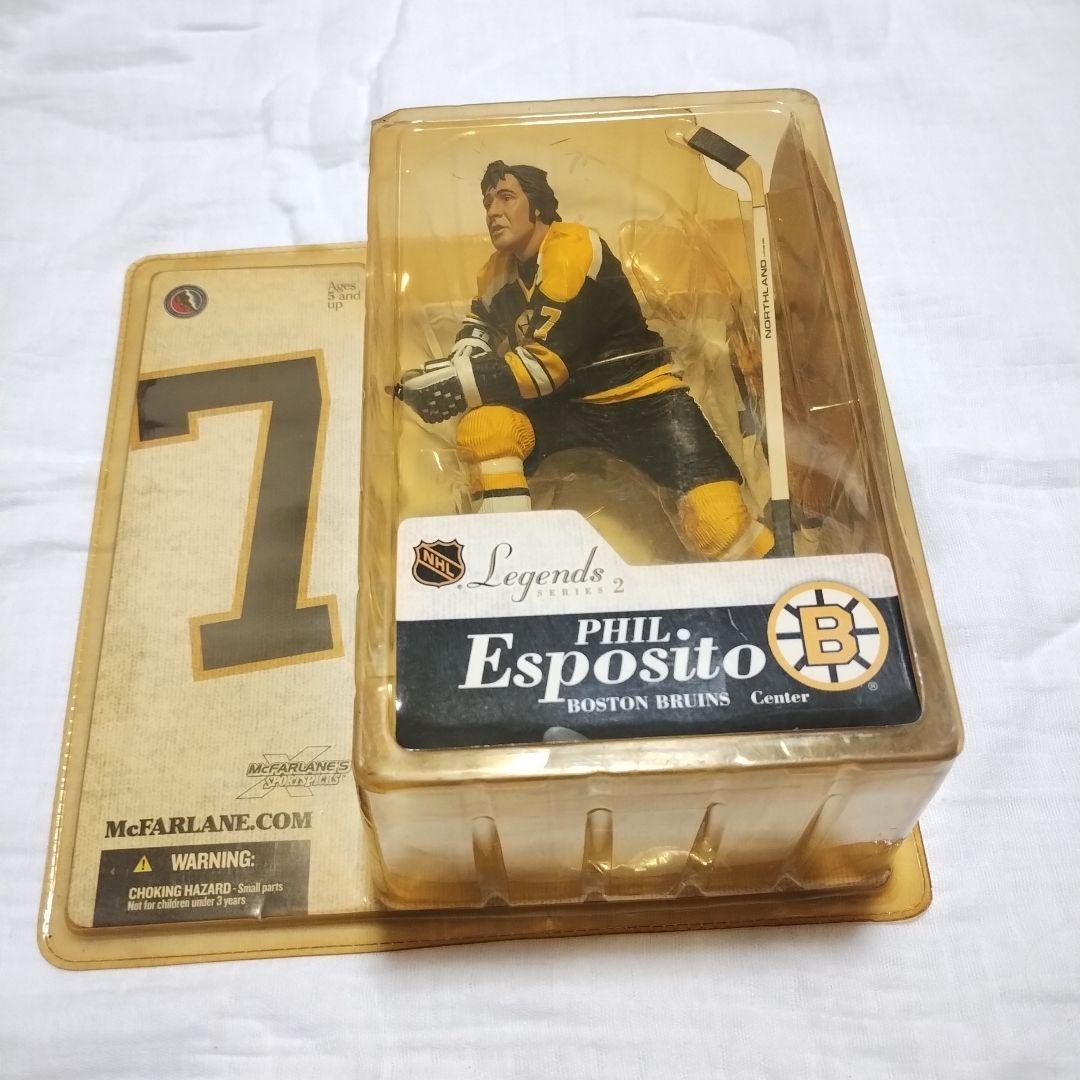 Ages
5 and
up
7
7
NORTHLAND
NHL
Legends
SERIES 2
PHIL
Esposito
BOSTON BRUINS Center
B
®
McFARLANE'S
SPORTSPICKS
McFARLANE.COM
WARNING:
CHOKING HAZARD - Small parts
Not for children under 3 years